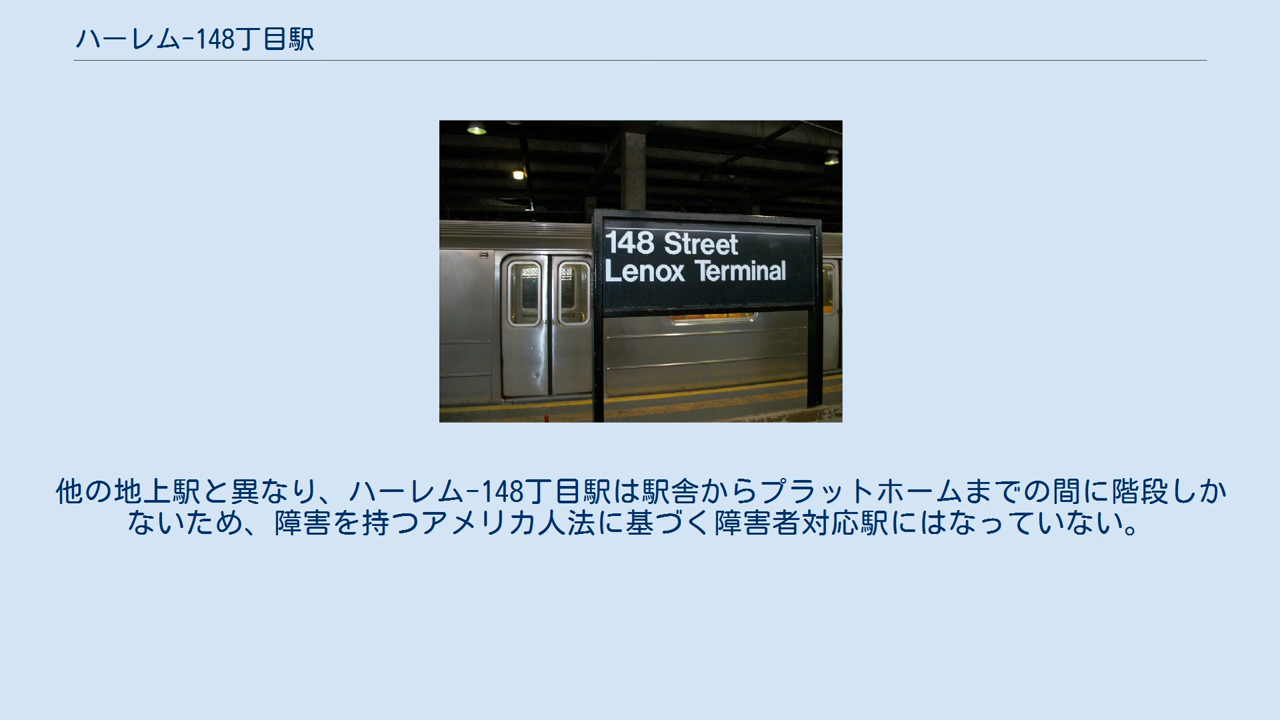 ハーレム-148丁目駅
148 Street
Lenox Terminal
他の地上駅と異なり、ハーレム-148丁目駅は駅舎からプラットホームまでの間に階段しか
ないため、障害を持つアメリカ人法に基づく障害者対応駅にはなっていない。